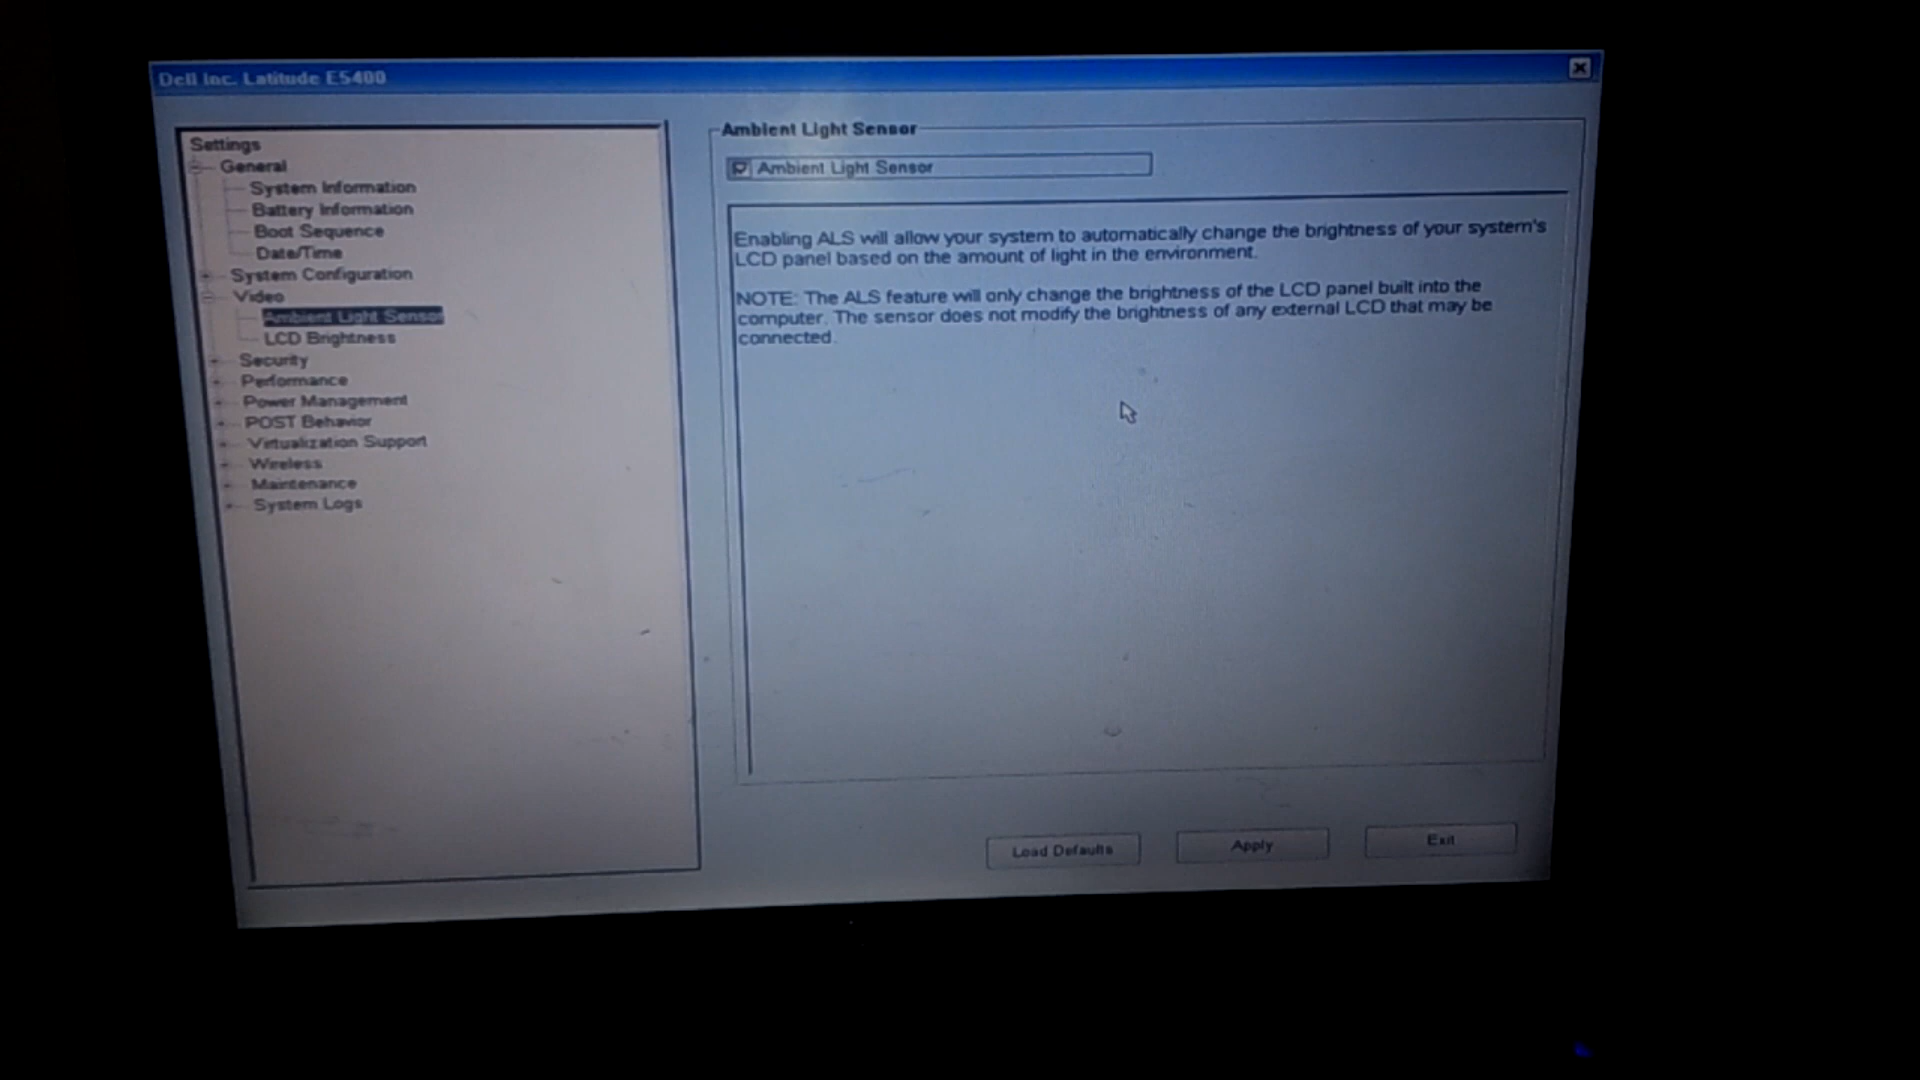 Dell Inc. Latitude E5400
Settings
General
System Information
Battery Information
Boot Sequence
Date/Time
System Configuration
Video
Ambient Light Sensor
LCD Brightness
Security
Performance
Power Management
POST Behavior
Virtualization Support
Wireless
Maintenance
System Logs
Ambient Light Sensor
Ambient Light Sensor
Enabling ALS will allow your system to automatically change the brightness of your system's
LCD panel based on the amount of light in the environment.
NOTE: The ALS feature will only change the brightness of the LCD panel built into the
computer. The sensor does not modify the brightness of any external LCD that may be
connected.
Load Defaults
Apply
Exit